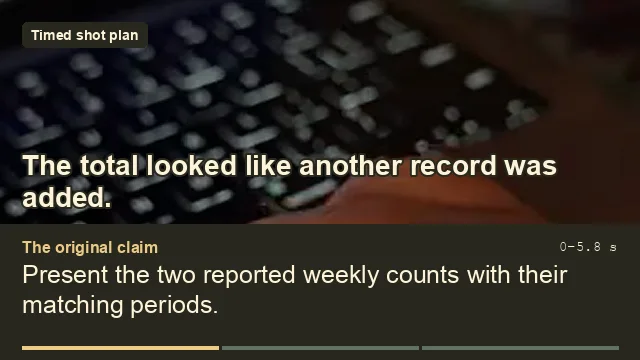 Timed shot plan
The total looked like another record was
added.
The original claim
0–5.8 s
Present the two reported weekly counts with their
matching periods.